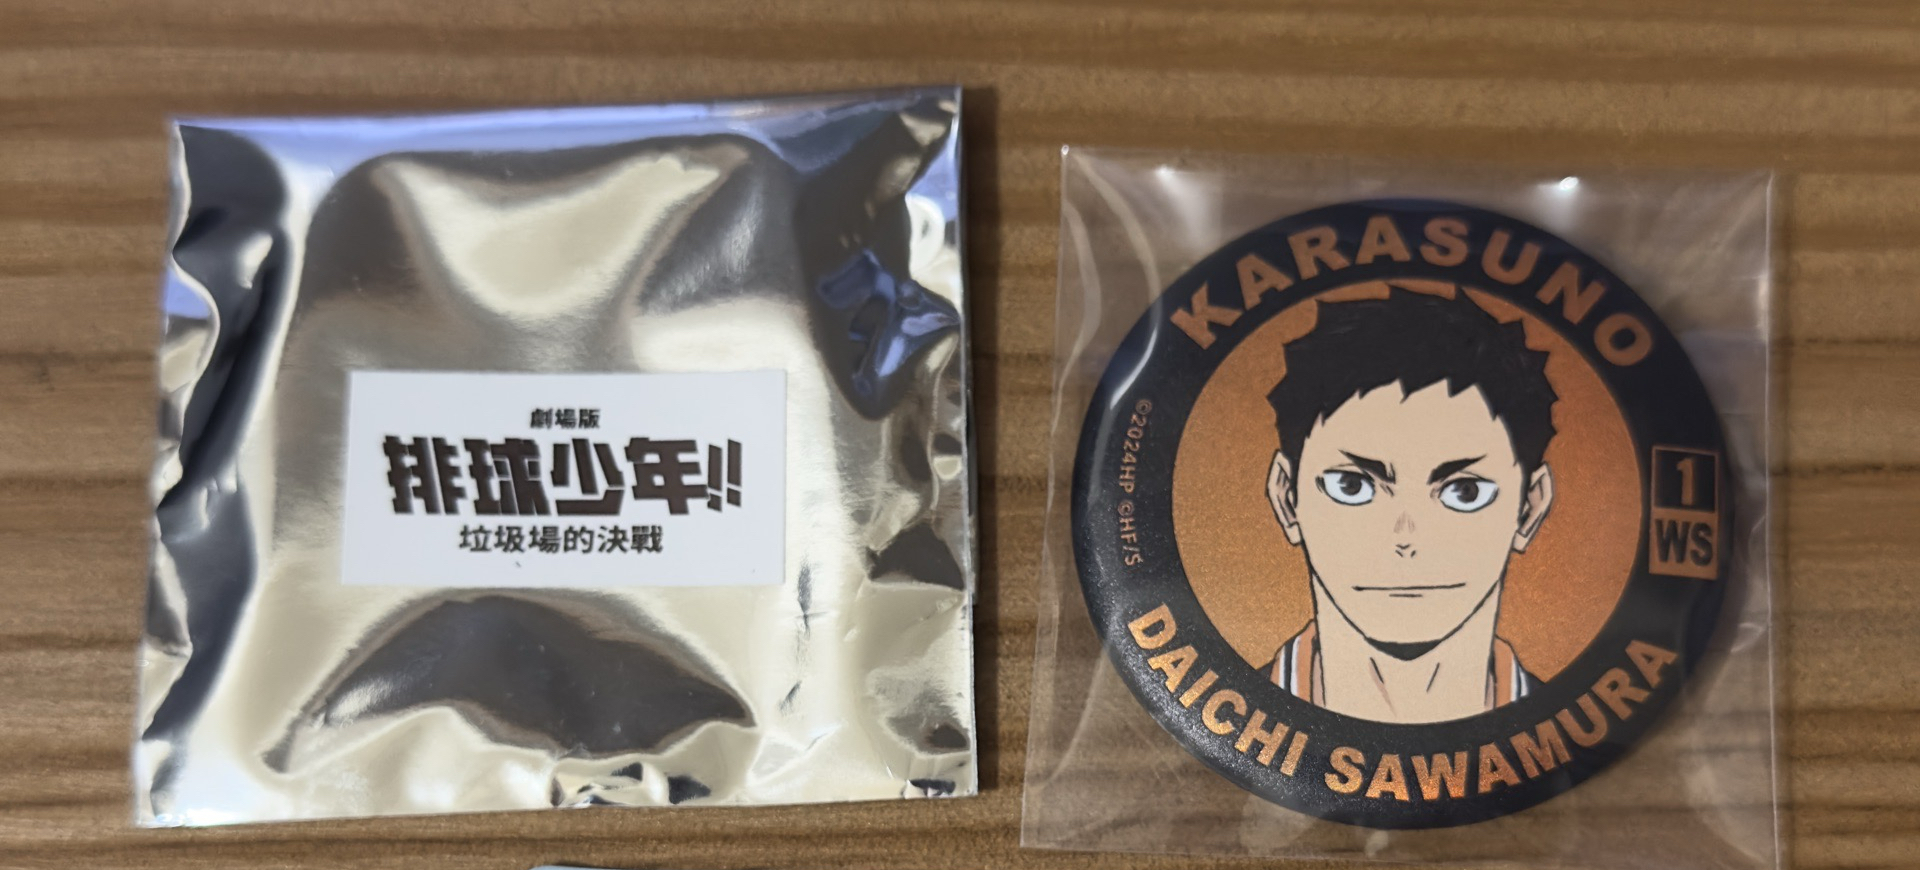 劇場版
排球少年!!
垃圾場的決戰
KARASUNO
1
WS
©2024HP ©HF/S
DAICHI SAWAMURA